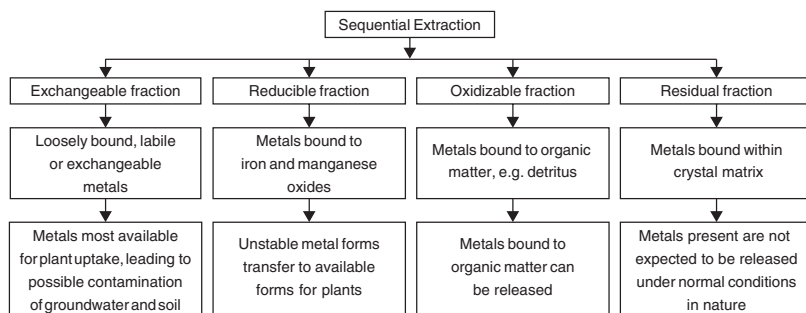 Sequential Extraction
Exchangeable fraction
Reducible fraction
Oxidizable fraction
Residual fraction
Loosely bound, labile
or exchangeable
metals
Metals bound to
iron and manganese
oxides
Metals bound to organic
matter, e.g. detritus
Metals bound within
crystal matrix
Metals most available
for plant uptake, leading to
possible contamination
of groundwater and soil
Unstable metal forms
transfer to available
forms for plants
Metals bound to
organic matter can
be released
Metals present are not
expected to be released
under normal conditions
in nature